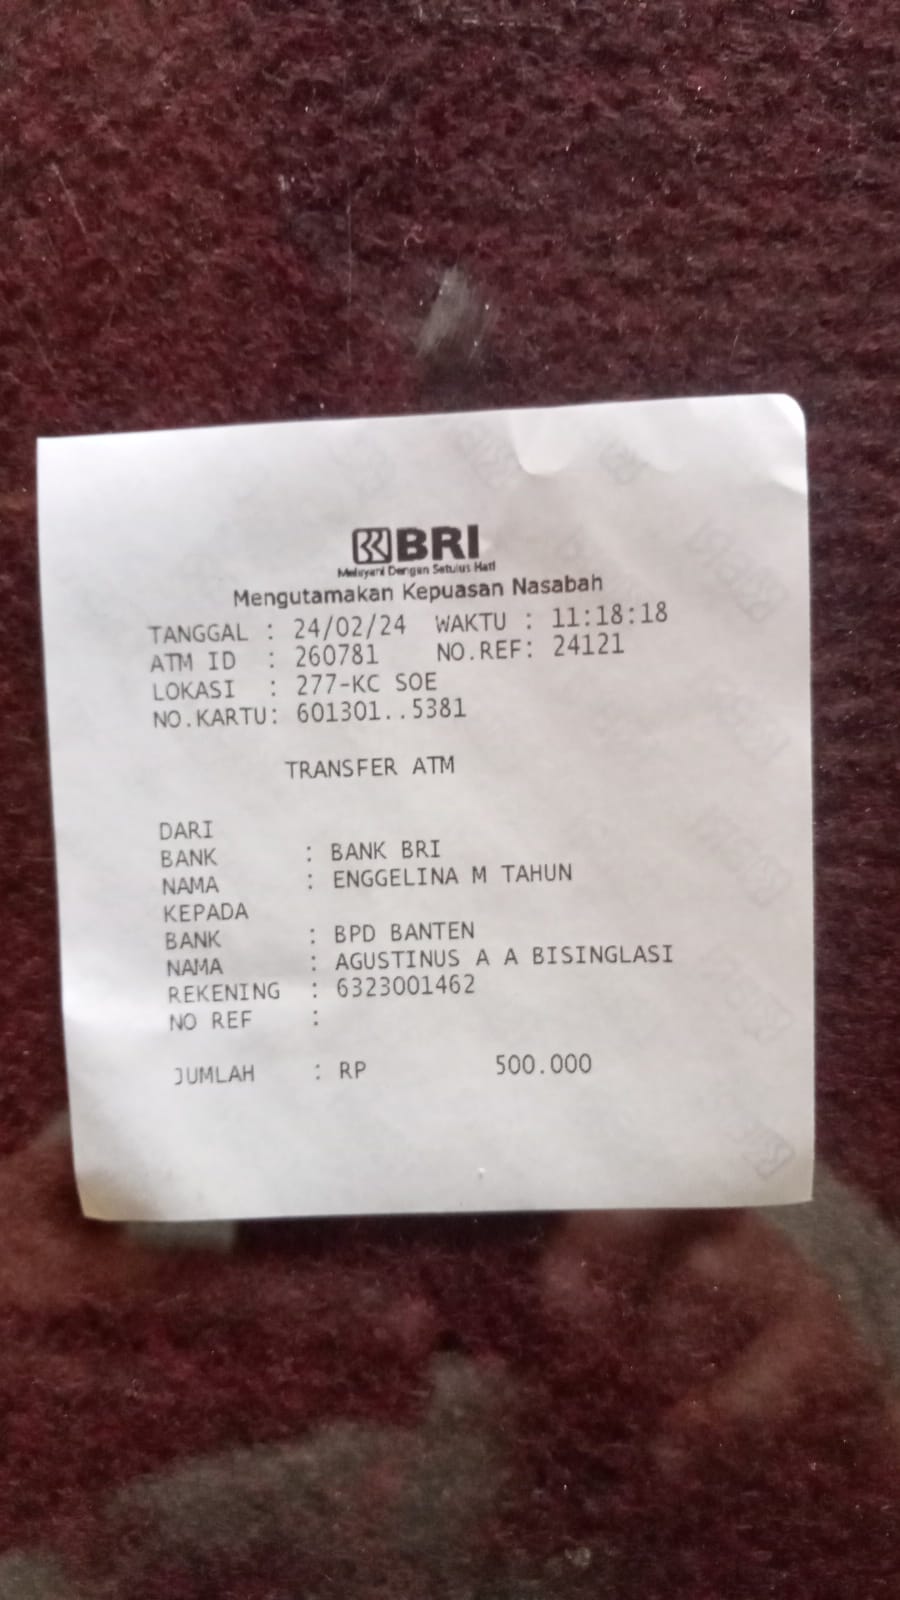 BRI
Melayani Dengan Setulus Hati
Mengutamakan Kepuasan Nasabah
TANGGAL : 24/02/24 WAKTU : 11:18:18
ATM ID : 260781 NO.REF: 24121
LOKASI : 277-KC SOE
NO.KARTU: 601301..5381
TRANSFER ATM
DARI
BANK : BANK BRI
NAMA : ENGGELINA M TAHUN
KEPADA
BANK : BPD BANTEN
NAMA : AGUSTINUS A A BISINGLASI
REKENING : 6323001462
NO REF :
JUMLAH : RP 500.000